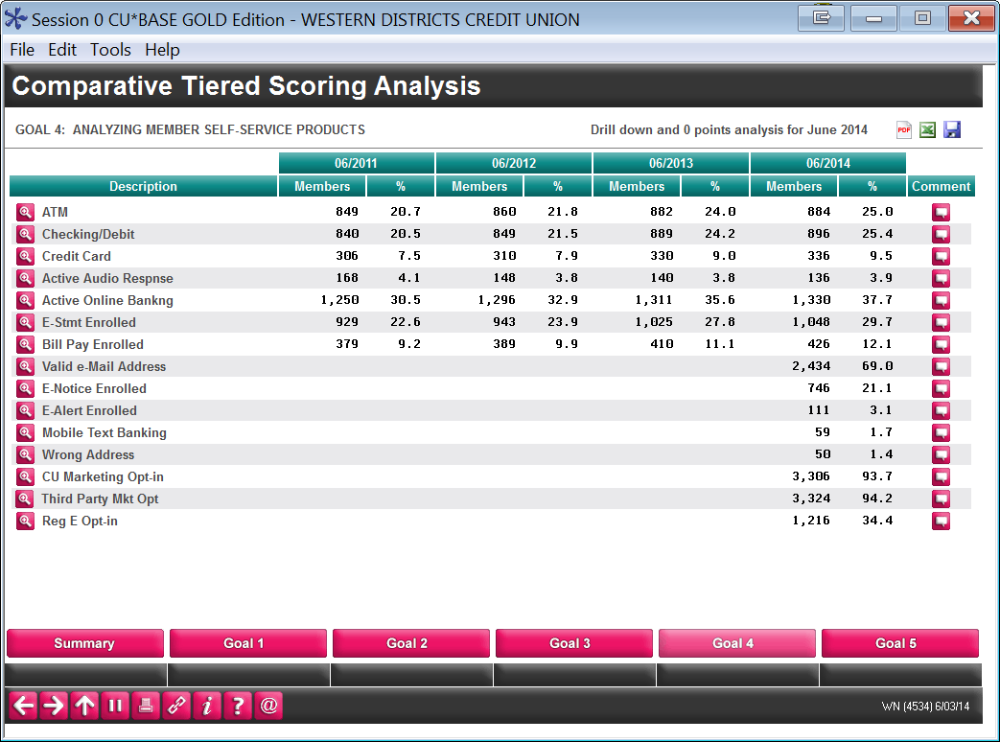 Session 0 CU*BASE GOLD Edition - WESTERN DISTRICTS CREDIT UNION
File Edit Tools Help
Comparative Tiered Scoring Analysis
GOAL 4: ANALYZING MEMBER SELF-SERVICE PRODUCTS Drill down and 0 points analysis for June 2014 PDF
06/2011 06/2012 06/2013 06/2014
Description Members % Members % Members % Members % Comment
ATM 849 20.7 860 21.8 882 24.0 884 25.0
Checking/Debit 840 20.5 849 21.5 889 24.2 896 25.4
Credit Card 306 7.5 310 7.9 330 9.0 336 9.5
Active Audio Respnse 168 4.1 148 3.8 140 3.8 136 3.9
Active Online Bankng 1,250 30.5 1,296 32.9 1,311 35.6 1,330 37.7
E-Stmt Enrolled 929 22.6 943 23.9 1,025 27.8 1,048 29.7
Bill Pay Enrolled 379 9.2 389 9.9 410 11.1 426 12.1
Valid e-Mail Address 2,434 69.0
E-Notice Enrolled 746 21.1
E-Alert Enrolled 111 3.1
Mobile Text Banking 59 1.7
Wrong Address 50 1.4
CU Marketing Opt-in 3,306 93.7
Third Party Mkt Opt 3,324 94.2
Reg E Opt-in 1,216 34.4
Summary Goal 1 Goal 2 Goal 3 Goal 4 Goal 5
i ? @ WN (4534) 6/03/14